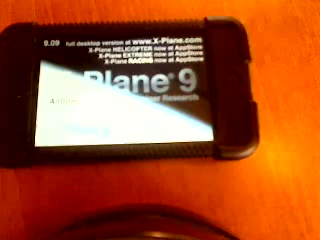 9.09 full desktop version at www.X-Plane.com
X-Plane HELICOPTER now at AppStore
X-Plane EXTREME now at AppStore
X-Plane RACING now at AppStore
Plane 9
Research